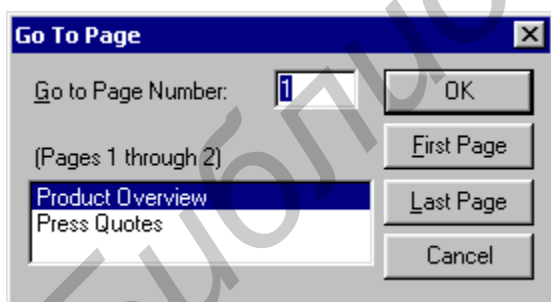 Go To Page
Go to Page Number: 1
OK
First Page
(Pages 1 through 2)
Product Overview
Press Quotes
Last Page
Cancel